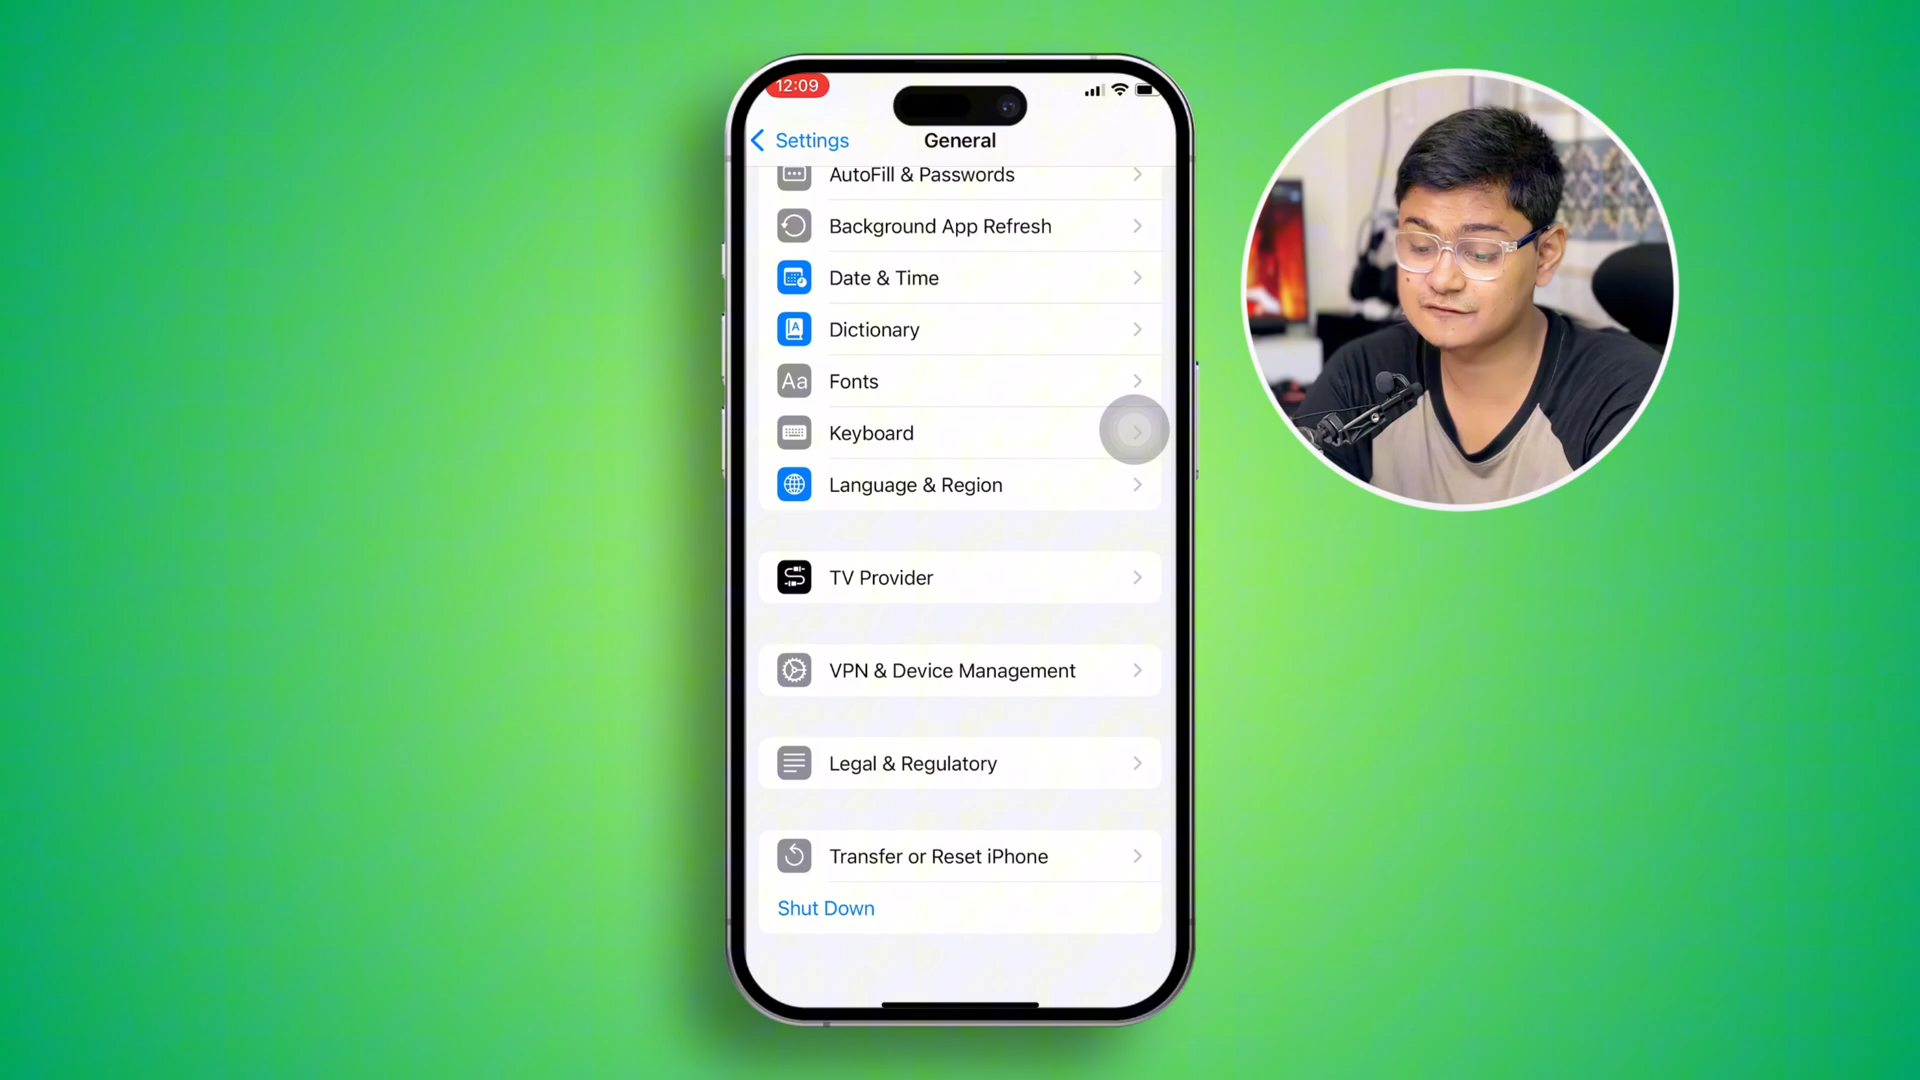 12:09
Settings
General
AutoFill & Passwords
Background App Refresh
Date & Time
Dictionary
Aa
Fonts
Keyboard
Language & Region
TV Provider
VPN & Device Management
Legal & Regulatory
Transfer or Reset iPhone
Shut Down